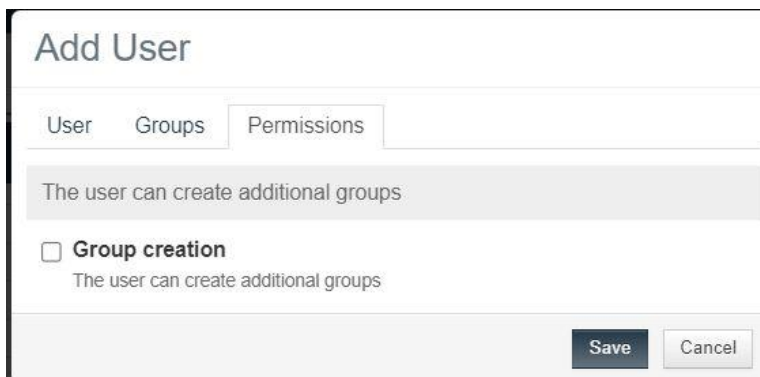 Add User
User Groups Permissions
The user can create additional groups
Group creation
The user can create additional groups
Save Cancel